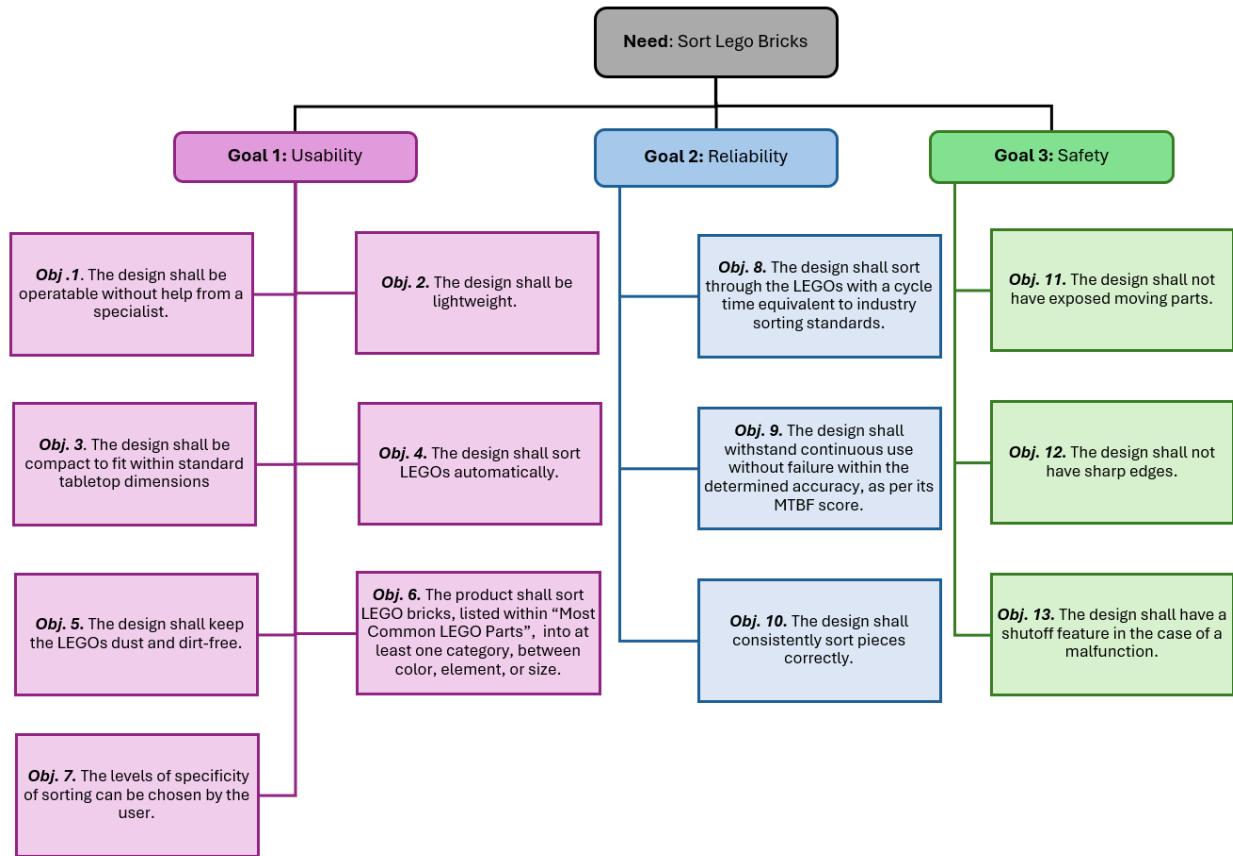 Need: Sort Lego Bricks
Goal 1: Usability
Goal 2: Reliability
Goal 3: Safety
Obj .1. The design shall be
operatable without help from a
specialist.
Obj. 2. The design shall be
lightweight.
Obj. 3. The design shall be
compact to fit within standard
tabletop dimensions
Obj. 4. The design shall sort
LEGOs automatically.
Obj. 5. The design shall keep
the LEGOs dust and dirt-free.
Obj. 6. The product shall sort
LEGO bricks, listed within “Most
Common LEGO Parts”, into at
least one category, between
color, element, or size.
Obj. 7. The levels of specificity
of sorting can be chosen by the
user.
Obj. 8. The design shall sort
through the LEGOs with a cycle
time equivalent to industry
sorting standards.
Obj. 9. The design shall
withstand continuous use
without failure within the
determined accuracy, as per its
MTBF score.
Obj. 10. The design shall
consistently sort pieces
correctly.
Obj. 11. The design shall not
have exposed moving parts.
Obj. 12. The design shall not
have sharp edges.
Obj. 13. The design shall have a
shutoff feature in the case of a
malfunction.